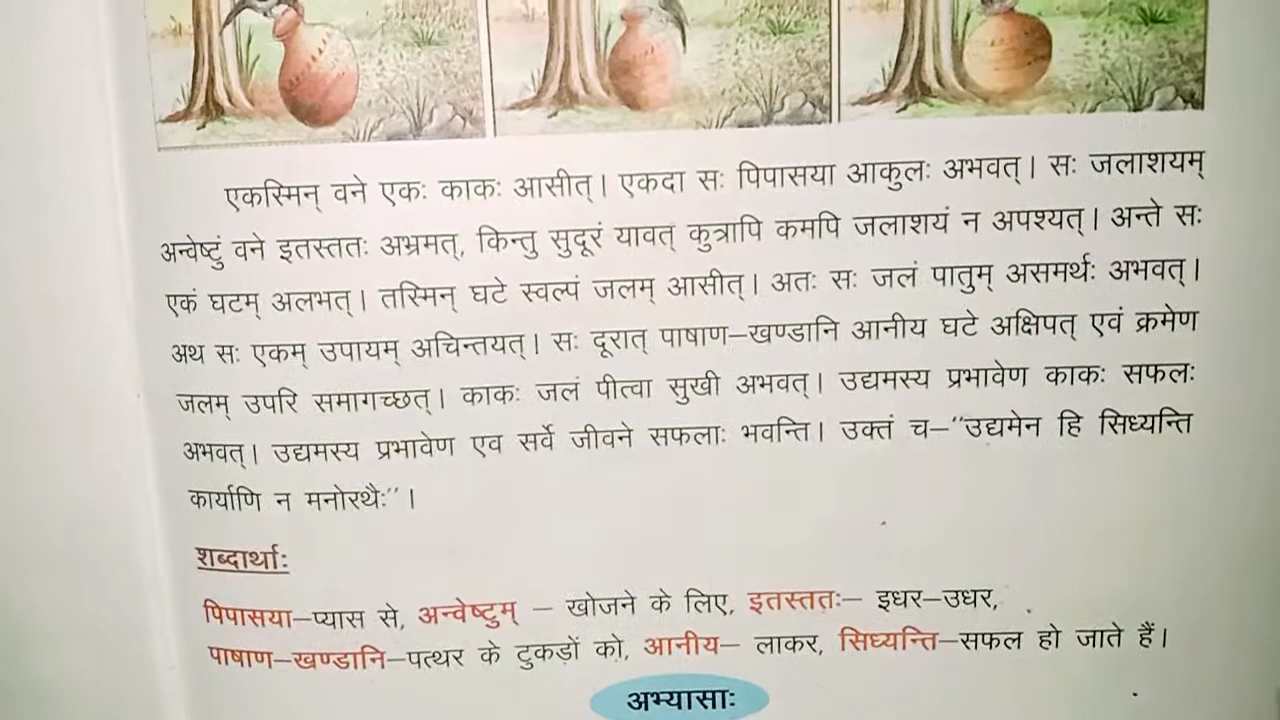 एकस्मिन् वने एकः काकः आसीत्। एकदा सः पिपासया आकुलः अभवत्। सः जलाशयम्
अन्वेष्टुं वने इतस्ततः अभ्रमत्, किन्तु सुदूरं यावत् कुत्रापि कमपि जलाशयं न अपश्यत्। अन्ते सः
एकं घटम् अलभत्। तस्मिन् घटे स्वल्पं जलम् आसीत्। अतः सः जलं पातुम् असमर्थः अभवत्।
अथ सः एकम् उपायम् अचिन्तयत्। सः दूरात् पाषाण–खण्डानि आनीय घटे अक्षिपत् एवं क्रमेण
जलम् उपरि समागच्छत्। काकः जलं पीत्वा सुखी अभवत्। उद्यमस्य प्रभावेण काकः सफलः
अभवत्। उद्यमस्य प्रभावेण एव सर्वे जीवने सफलाः भवन्ति। उक्तं च–‘‘उद्यमेन हि सिध्यन्ति
कार्याणि न मनोरथैः’’।
शब्दार्थाः
पिपासया–प्यास से, अन्वेष्टुम् – खोजने के लिए, इतस्ततः– इधर–उधर,
पाषाण–खण्डानि–पत्थर के टुकड़ों को, आनीय– लाकर, सिध्यन्ति–सफल हो जाते हैं।
अभ्यासाः